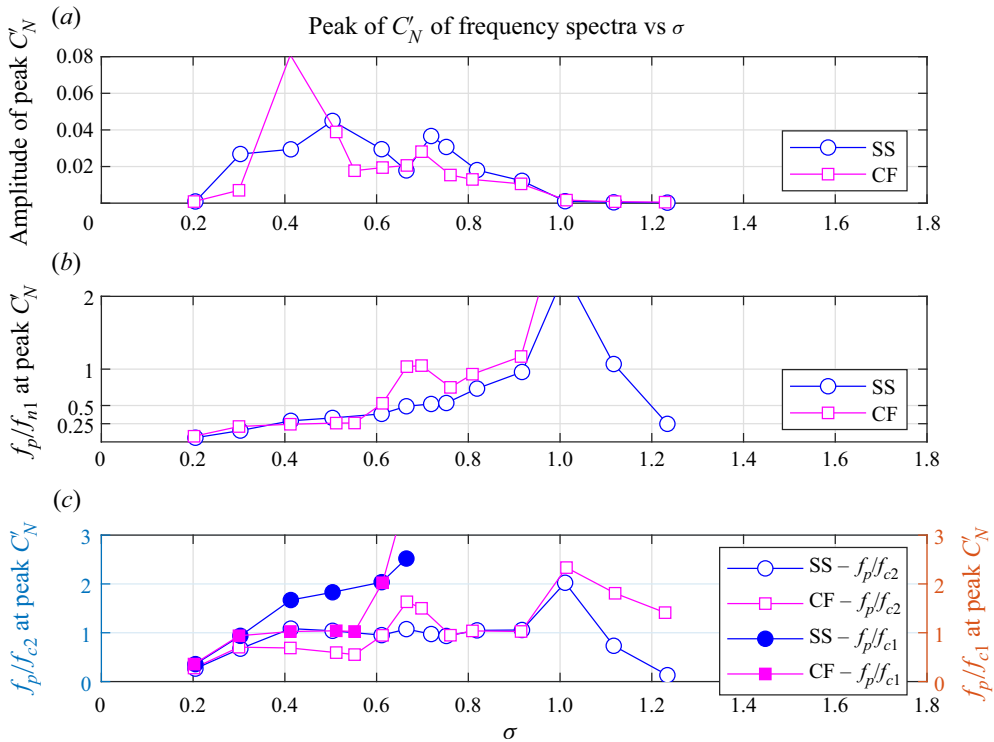 (a)
Peak of C′N of frequency spectra vs σ
Amplitude of peak C′N
0.08
0.06
0.04
0.02
SS
CF
0 0.2 0.4 0.6 0.8 1.0 1.2 1.4 1.6 1.8
(b)
fp/fn1 at peak C′N
2
1
0.5
0.25
SS
CF
0 0.2 0.4 0.6 0.8 1.0 1.2 1.4 1.6 1.8
(c)
fp/fc2 at peak C′N
3
2
1
0
SS – fp/fc2
CF – fp/fc2
SS – fp/fc1
CF – fp/fc1
3
2
1
0
fp/fc1 at peak C′N
0 0.2 0.4 0.6 0.8 1.0 1.2 1.4 1.6 1.8
σ